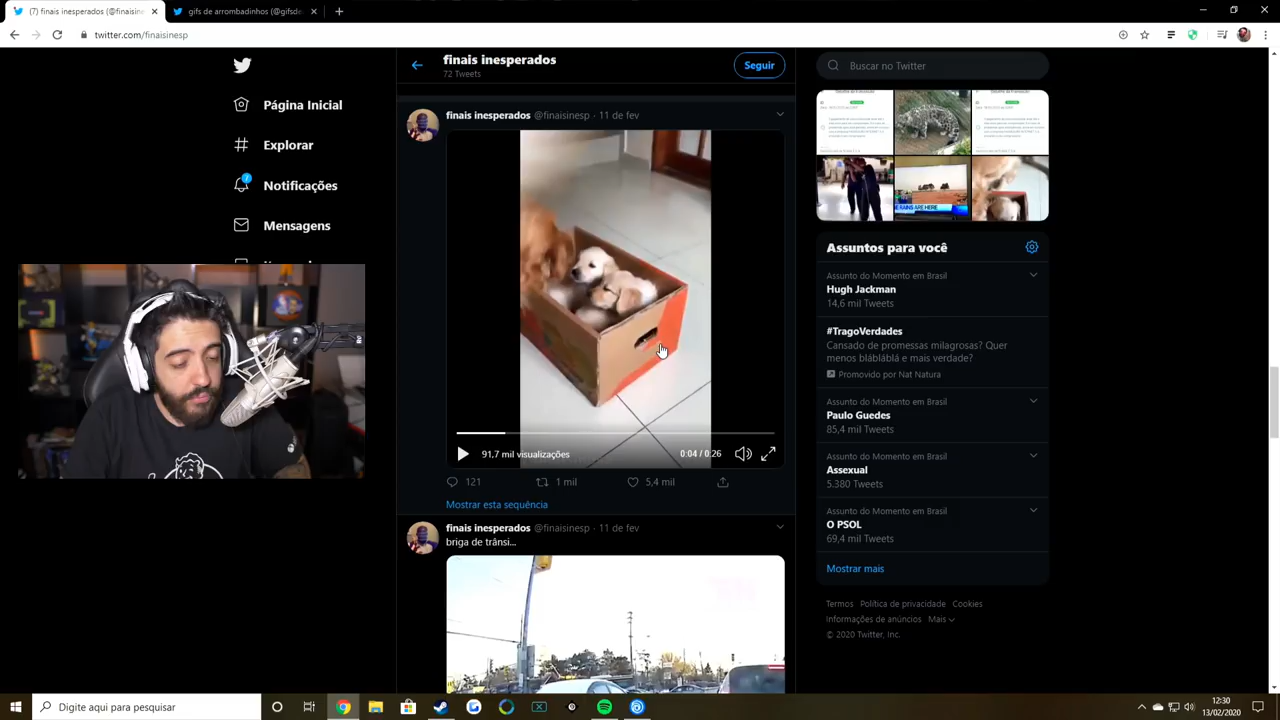 (7) finais inesperados (@finaisine
gifs de arrombadinhos (@gifsde
twitter.com/finaisinesp
finais inesperados
72 Tweets
Seguir
Buscar no Twitter
Página Inicial
Explorar
7
Notificações
Mensagens
finais inesperados @finaisinesp · 11 de fev
91,7 mil visualizações
0:04 / 0:26
121
1 mil
5,4 mil
Mostrar esta sequência
finais inesperados @finaisinesp · 11 de fev
briga de trânsi...
E RAINS ARE HERE
Assuntos para você
Assunto do Momento em Brasil
Hugh Jackman
14,6 mil Tweets
#TragoVerdades
Cansado de promessas milagrosas? Quer
menos blábláblá e mais verdade?
Promovido por Nat Natura
Assunto do Momento em Brasil
Paulo Guedes
85,4 mil Tweets
Assunto do Momento em Brasil
Assexual
5.380 Tweets
Assunto do Momento em Brasil
O PSOL
69,4 mil Tweets
Mostrar mais
Termos Política de privacidade Cookies
Informações de anúncios Mais
© 2020 Twitter, Inc.
Digite aqui para pesquisar
12:30
13/02/2020